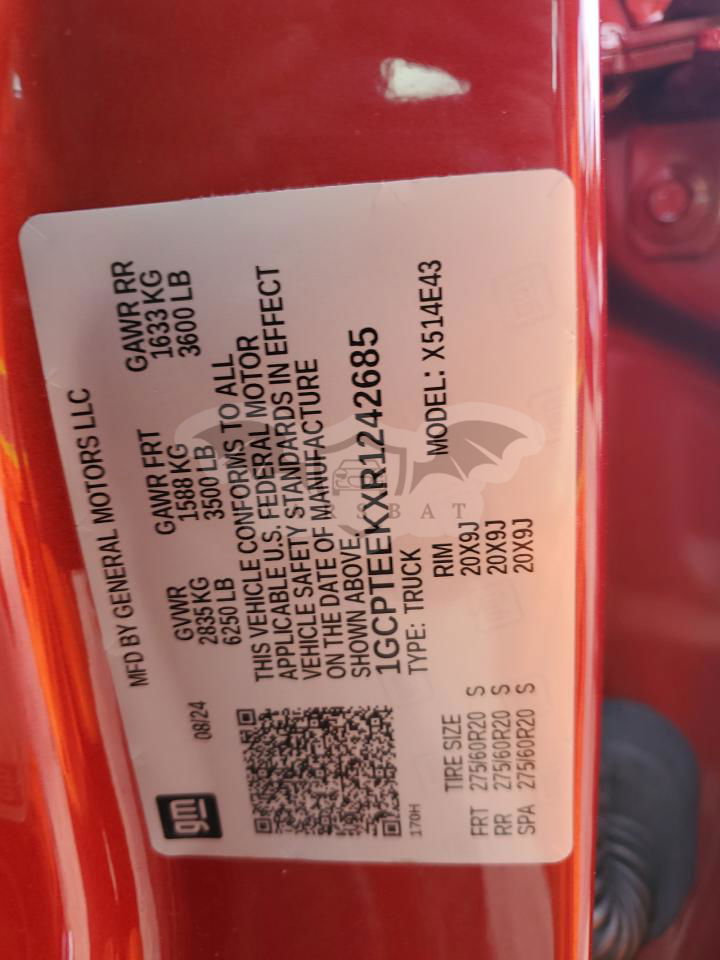 MFD BY GENERAL MOTORS LLC
gm
08/24
GVWR GAWR FRT GAWR RR
2835 KG 1588 KG 1633 KG
6250 LB 3500 LB 3600 LB
THIS VEHICLE CONFORMS TO ALL
APPLICABLE U.S. FEDERAL MOTOR
VEHICLE SAFETY STANDARDS IN EFFECT
ON THE DATE OF MANUFACTURE
SHOWN ABOVE.
1GCPTEEKXR1242685
TYPE: TRUCK MODEL: X514E43
170H
TIRE SIZE RIM
FRT 275/60R20 S 20X9J
RR 275/60R20 S 20X9J
SPA 275/60R20 S 20X9J